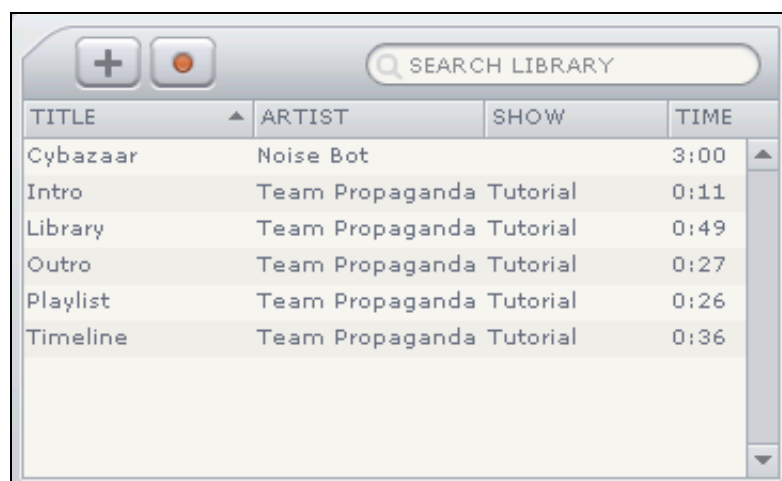 SEARCH LIBRARY
TITLE ARTIST SHOW TIME
Cybazaar Noise Bot 3:00
Intro Team Propaganda Tutorial 0:11
Library Team Propaganda Tutorial 0:49
Outro Team Propaganda Tutorial 0:27
Playlist Team Propaganda Tutorial 0:26
Timeline Team Propaganda Tutorial 0:36